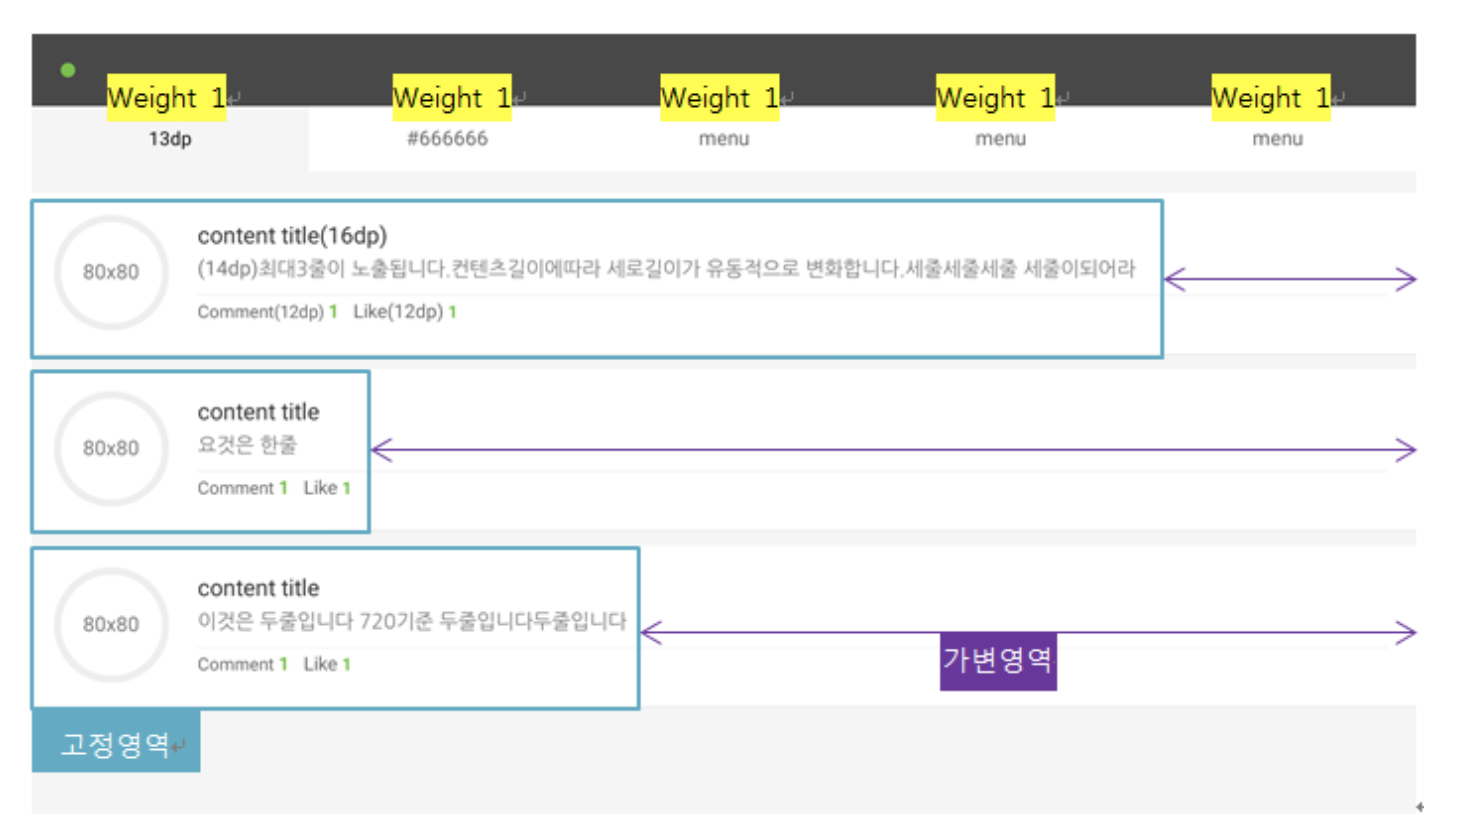 Weight 1 Weight 1 Weight 1 Weight 1 Weight 1
13dp #666666 menu menu menu
content title(16dp)
80x80 (14dp)최대3줄이 노출됩니다.컨텐츠길이에따라 세로길이가 유동적으로 변화합니다.세줄세줄세줄 세줄이되어라
Comment(12dp) 1 Like(12dp) 1
content title
80x80 요것은 한줄
Comment 1 Like 1
content title
80x80 이것은 두줄입니다 720기준 두줄입니다두줄입니다
Comment 1 Like 1
가변영역
고정영역